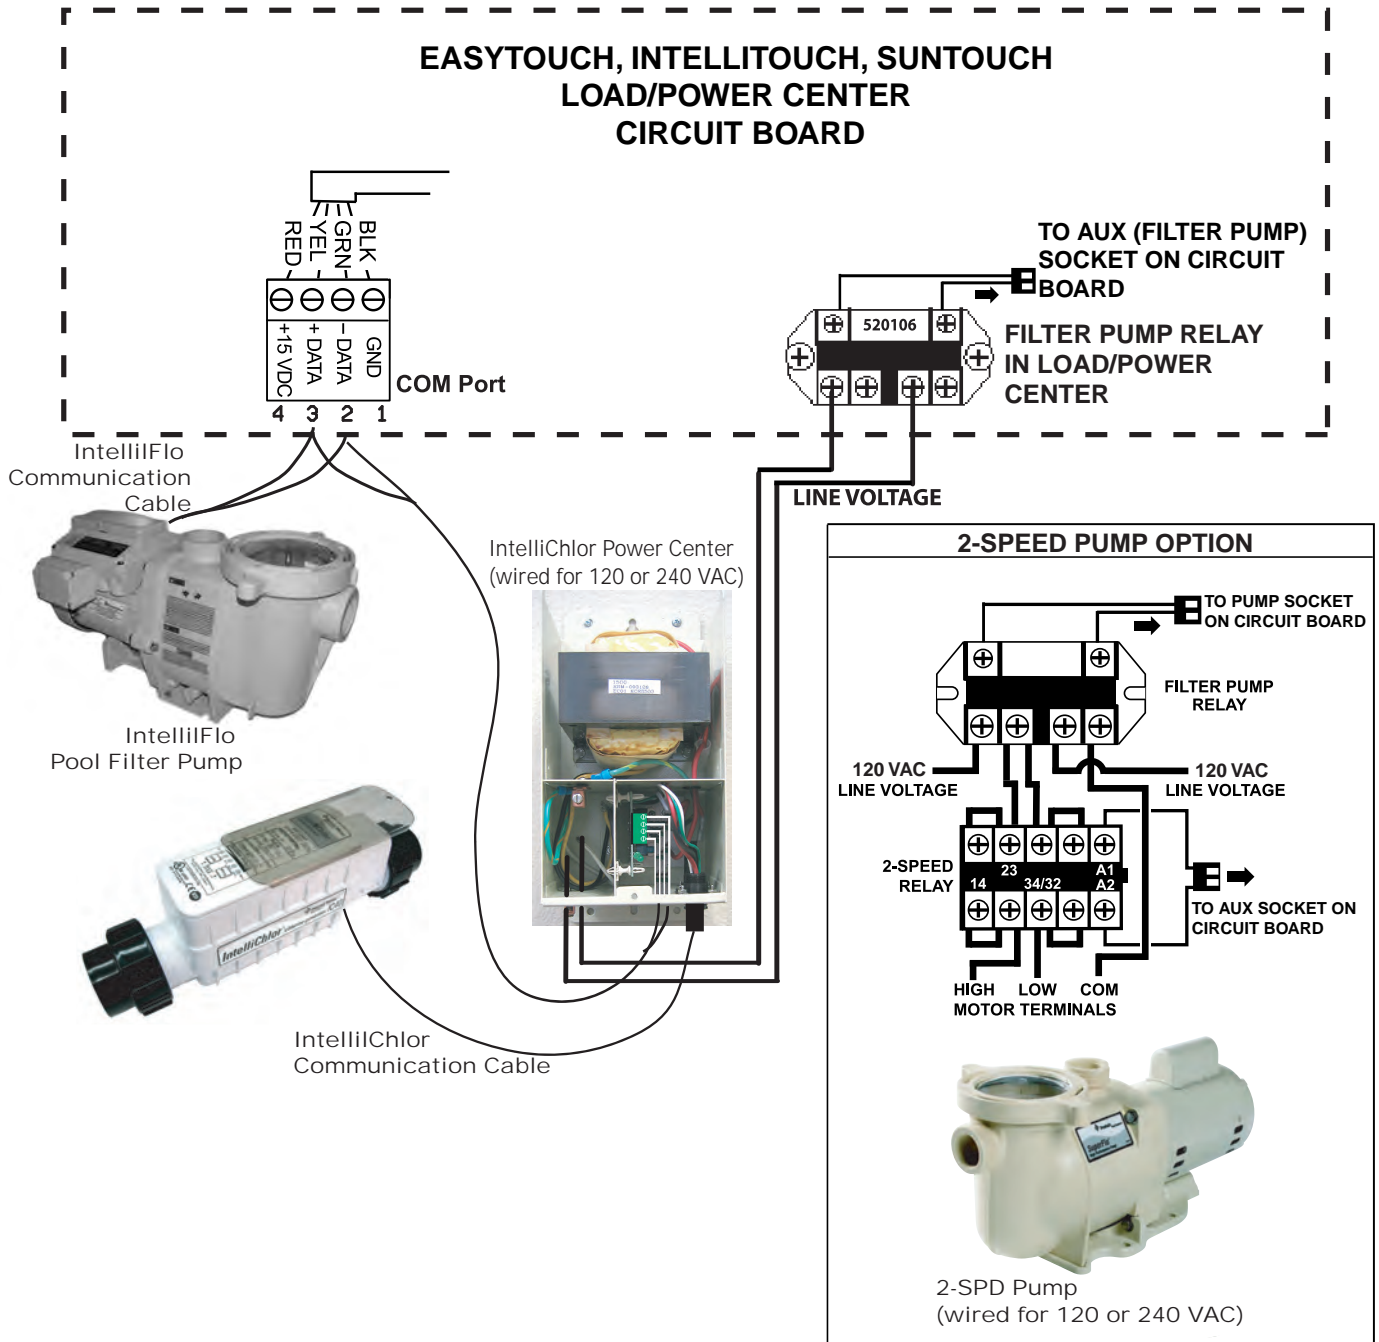 EASYTOUCH, INTELLITOUCH, SUNTOUCH
LOAD/POWER CENTER
CIRCUIT BOARD
RED
YEL
GRN
BLK
+15 VDC
+ DATA
– DATA
GND
4 3 2 1
COM Port
TO AUX (FILTER PUMP)
SOCKET ON CIRCUIT
BOARD
520106
FILTER PUMP RELAY
IN LOAD/POWER
CENTER
LINE VOLTAGE
IntelliIFlo
Communication
Cable
IntelliIFlo
Pool Filter Pump
IntelliChlor Power Center
(wired for 120 or 240 VAC)
IntelliChlor
IntelliIChlor
Communication Cable
2-SPEED PUMP OPTION
TO PUMP SOCKET
ON CIRCUIT BOARD
FILTER PUMP
RELAY
120 VAC
LINE VOLTAGE
120 VAC
LINE VOLTAGE
2-SPEED
RELAY
14
23
34/32
A1
A2
TO AUX SOCKET ON
CIRCUIT BOARD
HIGH LOW COM
MOTOR TERMINALS
SuperFlo
2-SPD Pump
(wired for 120 or 240 VAC)